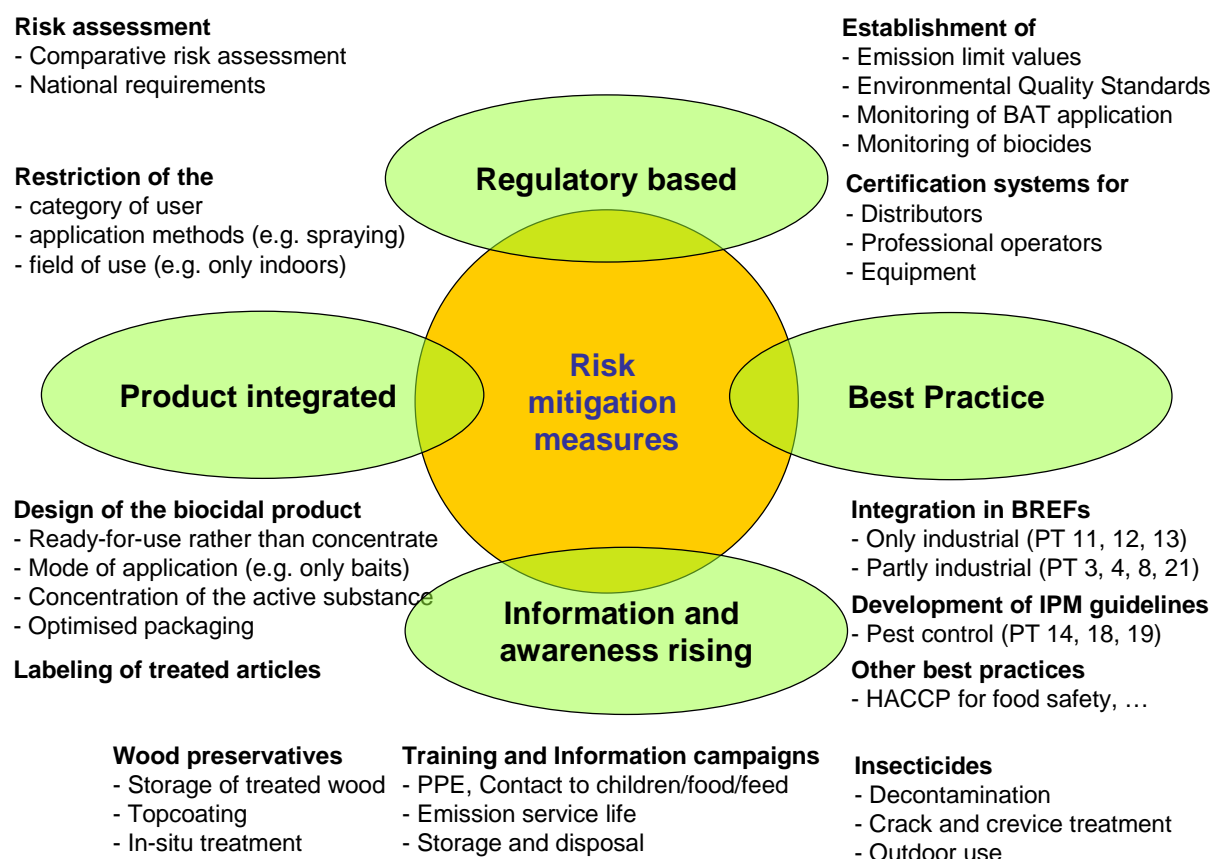 Risk assessment
- Comparative risk assessment
- National requirements
Establishment of
- Emission limit values
- Environmental Quality Standards
- Monitoring of BAT application
- Monitoring of biocides
Restriction of the
- category of user
- application methods (e.g. spraying)
- field of use (e.g. only indoors)
Regulatory based
Certification systems for
- Distributors
- Professional operators
- Equipment
Product integrated
Risk
mitigation
measures
Best Practice
Design of the biocidal product
- Ready-for-use rather than concentrate
- Mode of application (e.g. only baits)
- Concentration of the active substance
- Optimised packaging
Labeling of treated articles
Information and
awareness rising
Integration in BREFs
- Only industrial (PT 11, 12, 13)
- Partly industrial (PT 3, 4, 8, 21)
Development of IPM guidelines
- Pest control (PT 14, 18, 19)
Other best practices
- HACCP for food safety, …
Wood preservatives
- Storage of treated wood
- Topcoating
- In-situ treatment
Training and Information campaigns
- PPE, Contact to children/food/feed
- Emission service life
- Storage and disposal
Insecticides
- Decontamination
- Crack and crevice treatment
- Outdoor use